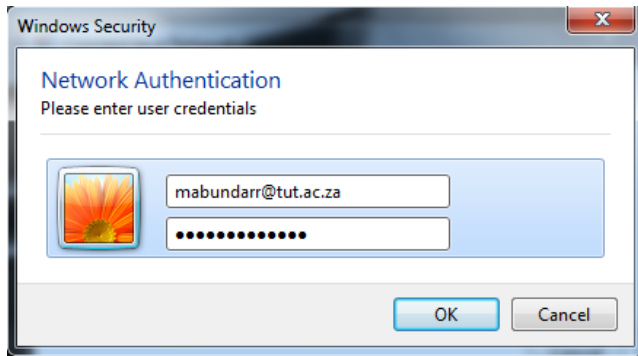 Windows Security
Network Authentication
Please enter user credentials
mabundarr@tut.ac.za
•••••••••••••
OK
Cancel